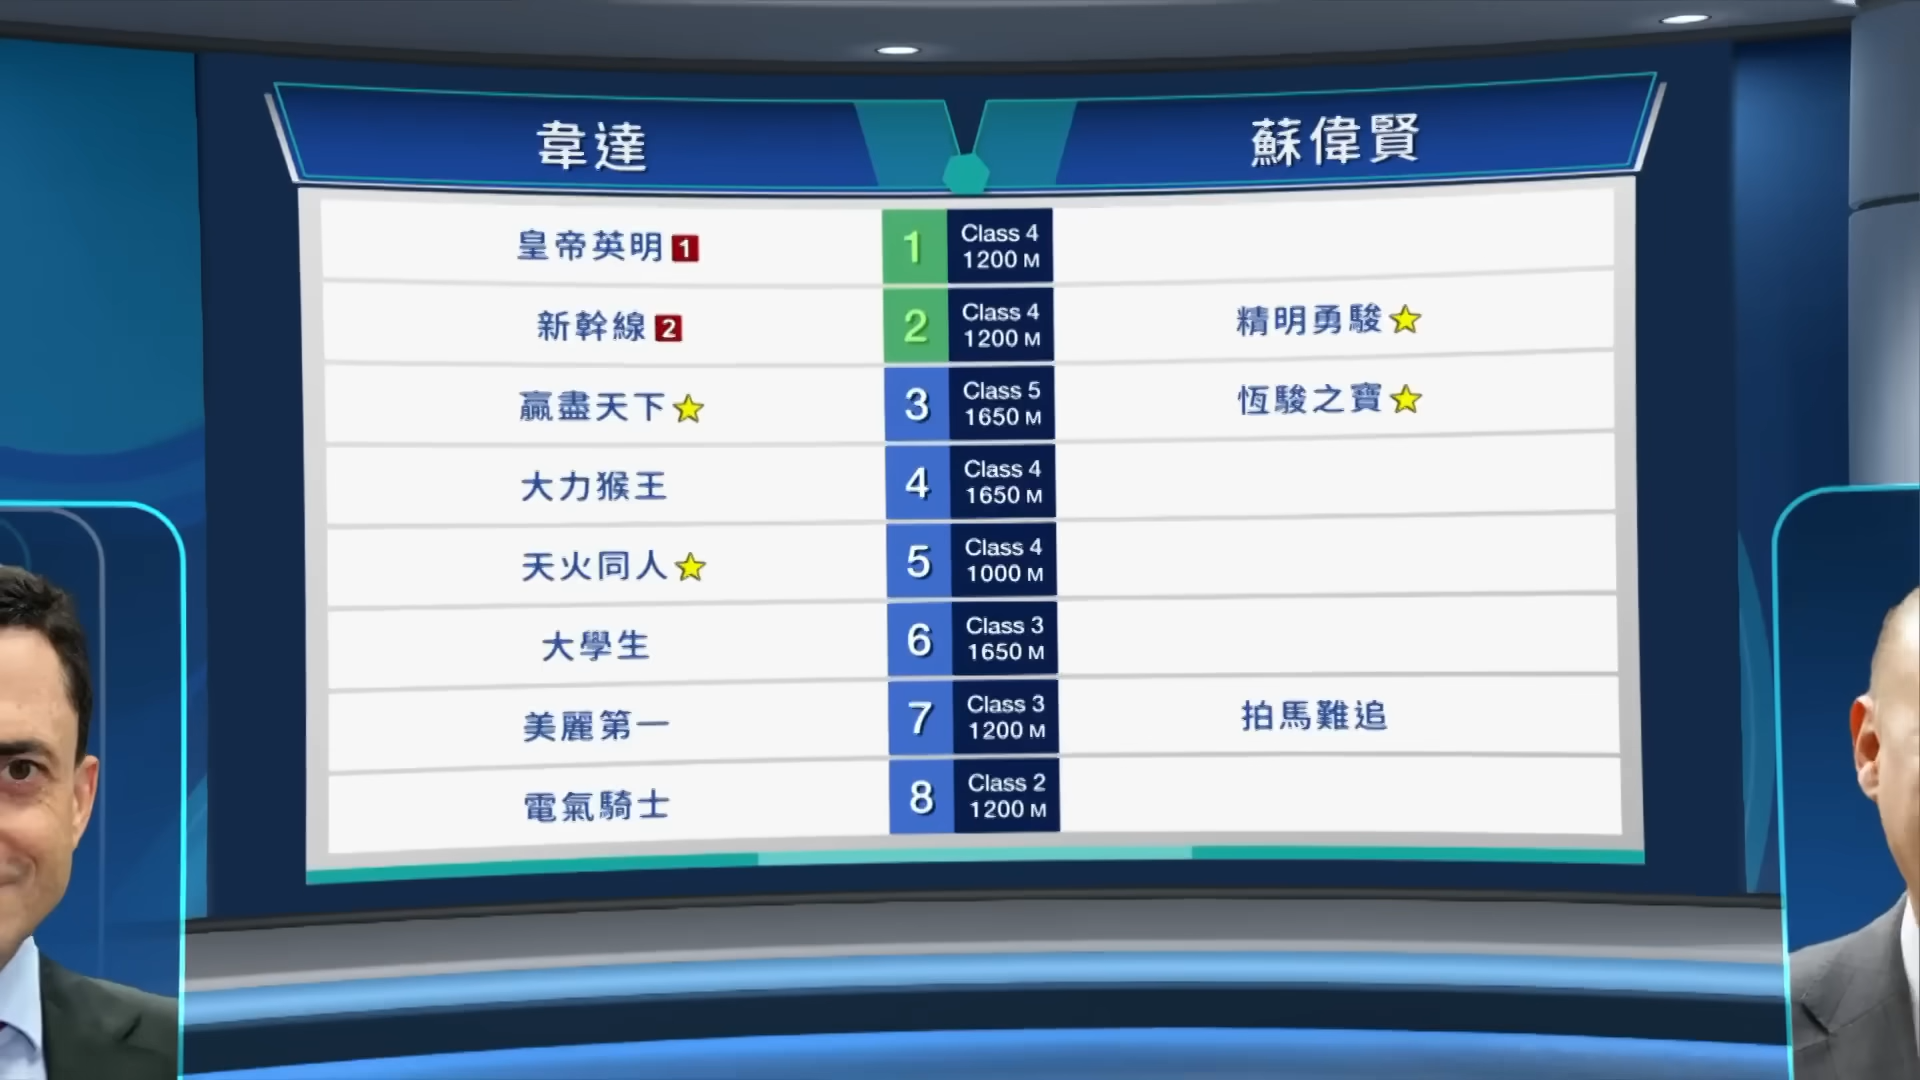 韋達
蘇偉賢
皇帝英明 1
1
Class 4
1200 M
新幹線 2
2
Class 4
1200 M
精明勇駿
贏盡天下
3
Class 5
1650 M
恆駿之寶
大力猴王
4
Class 4
1650 M
天火同人
5
Class 4
1000 M
大學生
6
Class 3
1650 M
美麗第一
7
Class 3
1200 M
拍馬難追
電氣騎士
8
Class 2
1200 M